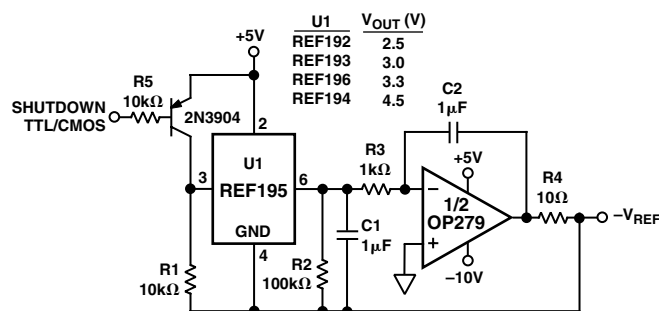 U1 V_OUT (V)
REF192 2.5
REF193 3.0
REF196 3.3
REF194 4.5
+5V
R5
10kΩ
SHUTDOWN
TTL/CMOS
2N3904
2
U1
REF195
3
6
GND
4
R1
10kΩ
R2
100kΩ
C1
1µF
R3
1kΩ
C2
1µF
+5V
−
1/2
OP279
+
−10V
R4
10Ω
−V_REF